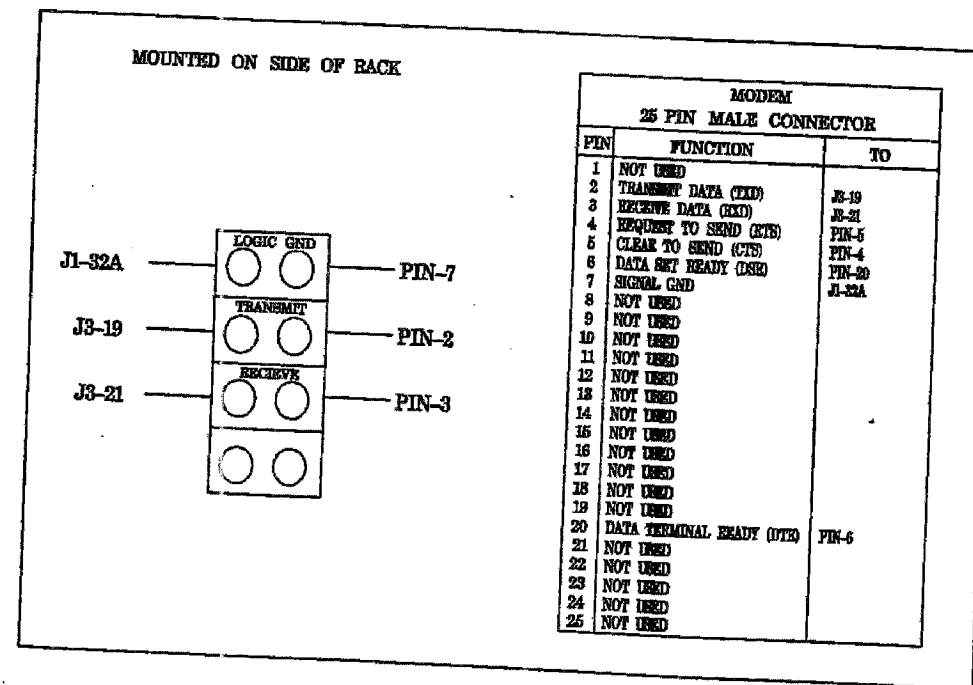 MOUNTED ON SIDE OF RACK
LOGIC GND
J1-32A PIN-7
TRANSMIT
J3-19 PIN-2
RECIEVE
J3-21 PIN-3
MODEM
25 PIN MALE CONNECTOR
PIN FUNCTION TO
1 NOT USED
2 TRANSMIT DATA (TXD) J3-19
3 RECEIVE DATA (RXD) J3-21
4 REQUEST TO SEND (RTS) PIN-5
5 CLEAR TO SEND (CTS) PIN-4
6 DATA SET READY (DSR) PIN-20
7 SIGNAL GND J1-32A
8 NOT USED
9 NOT USED
10 NOT USED
11 NOT USED
12 NOT USED
13 NOT USED
14 NOT USED
15 NOT USED
16 NOT USED
17 NOT USED
18 NOT USED
19 NOT USED
20 DATA TERMINAL READY (DTR) PIN-6
21 NOT USED
22 NOT USED
23 NOT USED
24 NOT USED
25 NOT USED